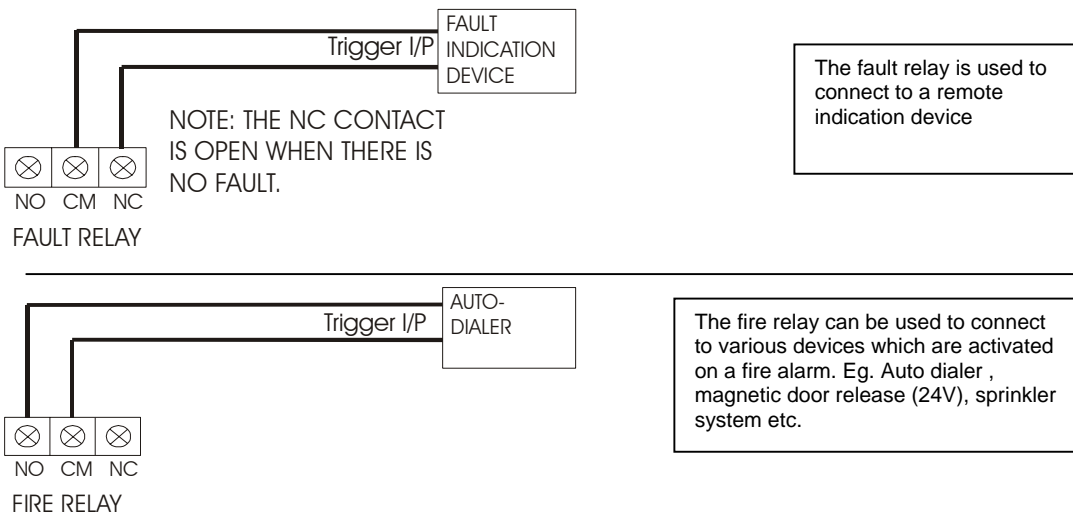 FAULT
INDICATION
DEVICE
Trigger I/P
NOTE: THE NC CONTACT
IS OPEN WHEN THERE IS
NO FAULT.
NO CM NC
FAULT RELAY
The fault relay is used to
connect to a remote
indication device
AUTO-
DIALER
Trigger I/P
NO CM NC
FIRE RELAY
The fire relay can be used to connect
to various devices which are activated
on a fire alarm. Eg. Auto dialer ,
magnetic door release (24V), sprinkler
system etc.